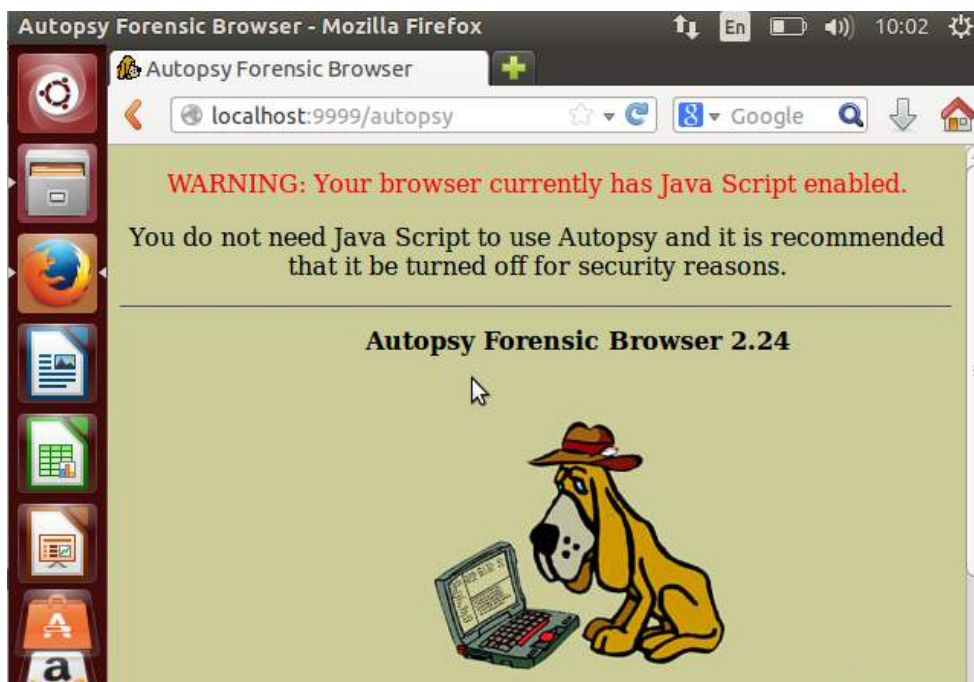 Autopsy Forensic Browser - Mozilla Firefox En 10:02
Autopsy Forensic Browser
localhost:9999/autopsy 8 Google
WARNING: Your browser currently has Java Script enabled.
You do not need Java Script to use Autopsy and it is recommended
that it be turned off for security reasons.
Autopsy Forensic Browser 2.24
A
a